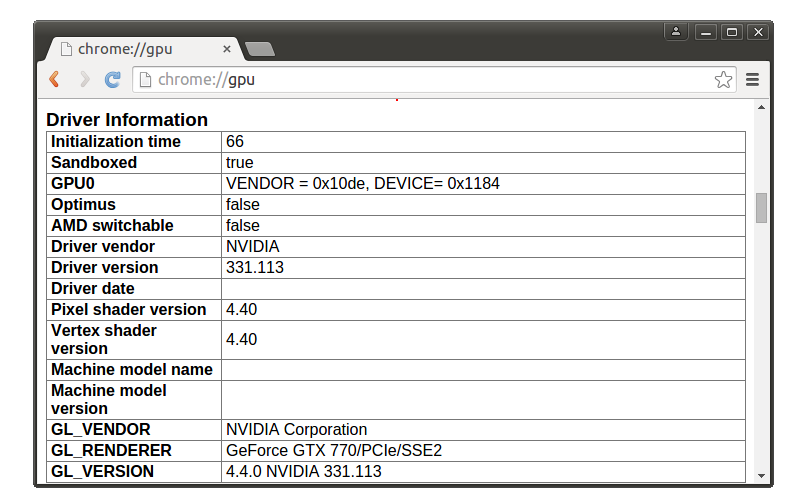 chrome://gpu
chrome://gpu
Driver Information
Initialization time 66
Sandboxed true
GPU0 VENDOR = 0x10de, DEVICE= 0x1184
Optimus false
AMD switchable false
Driver vendor NVIDIA
Driver version 331.113
Driver date
Pixel shader version 4.40
Vertex shader
version 4.40
Machine model name
Machine model
version
GL_VENDOR NVIDIA Corporation
GL_RENDERER GeForce GTX 770/PCIe/SSE2
GL_VERSION 4.4.0 NVIDIA 331.113